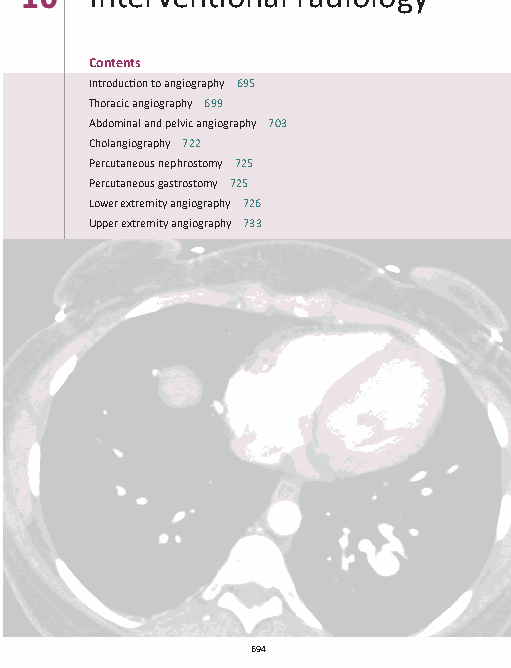 10 Interventional radiology
Contents
Introduction to angiography 695
Thoracic angiography 699
Abdominal and pelvic angiography 703
Cholangiography 722
Percutaneous nephrostomy 725
Percutaneous gastrostomy 725
Lower extremity angiography 726
Upper extremity angiography 733
694